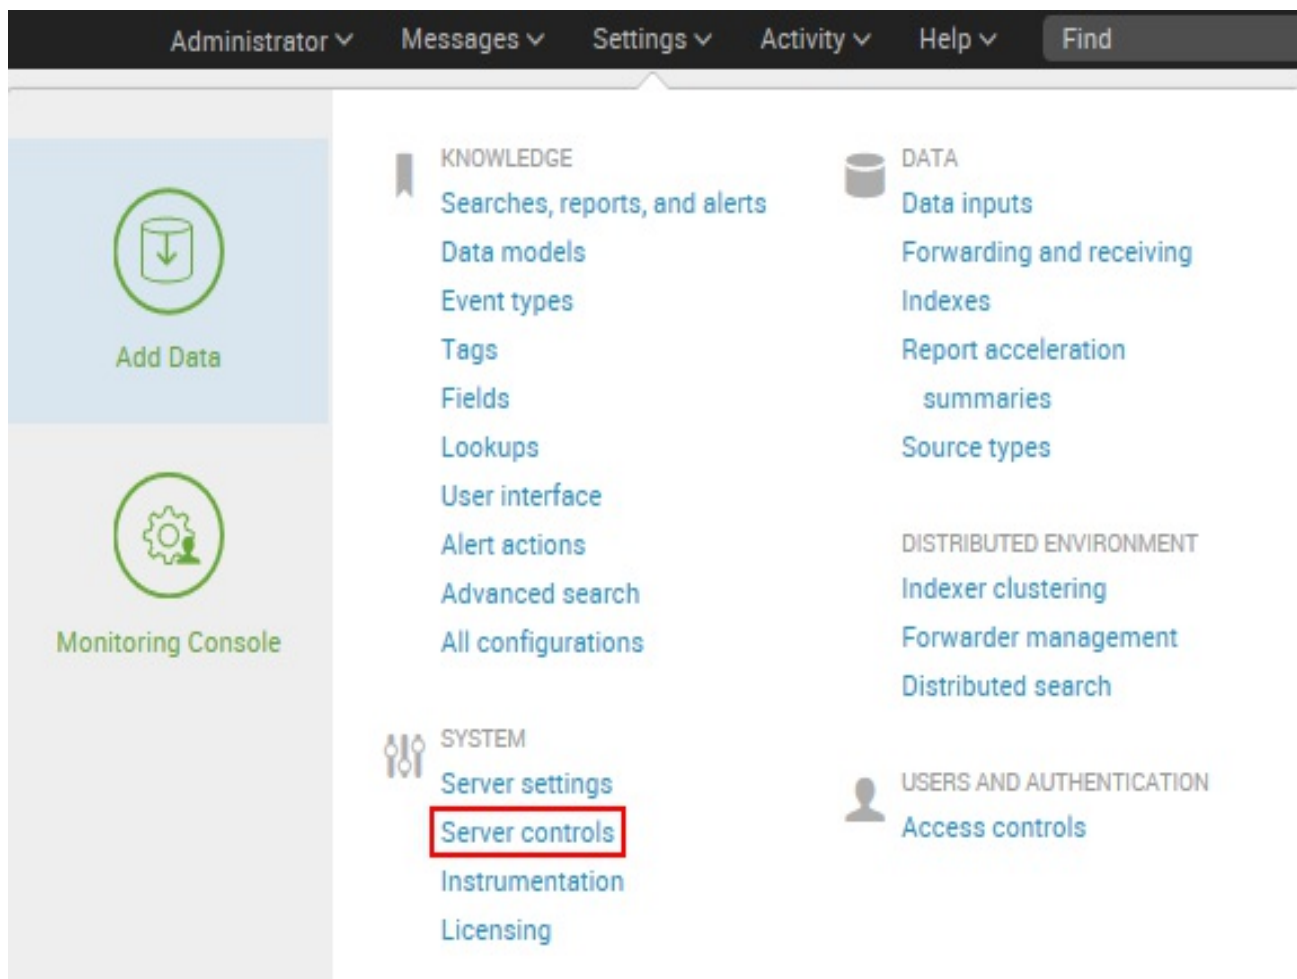 Administrator Messages Settings Activity Help Find
Add Data
Monitoring Console
KNOWLEDGE
Searches, reports, and alerts
Data models
Event types
Tags
Fields
Lookups
User interface
Alert actions
Advanced search
All configurations
SYSTEM
Server settings
Server controls
Instrumentation
Licensing
DATA
Data inputs
Forwarding and receiving
Indexes
Report acceleration
summaries
Source types
DISTRIBUTED ENVIRONMENT
Indexer clustering
Forwarder management
Distributed search
USERS AND AUTHENTICATION
Access controls